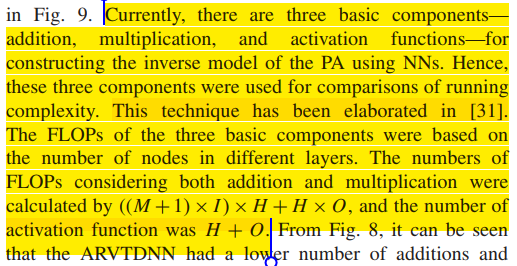 in Fig. 9. Currently, there are three basic components—
addition, multiplication, and activation functions—for
constructing the inverse model of the PA using NNs. Hence,
these three components were used for comparisons of running
complexity. This technique has been elaborated in [31].
The FLOPs of the three basic components were based on
the number of nodes in different layers. The numbers of
FLOPs considering both addition and multiplication were
calculated by ((M + 1) × I) × H + H × O, and the number of
activation function was H + O. From Fig. 8, it can be seen
that the ARVTDNN had a lower number of additions and